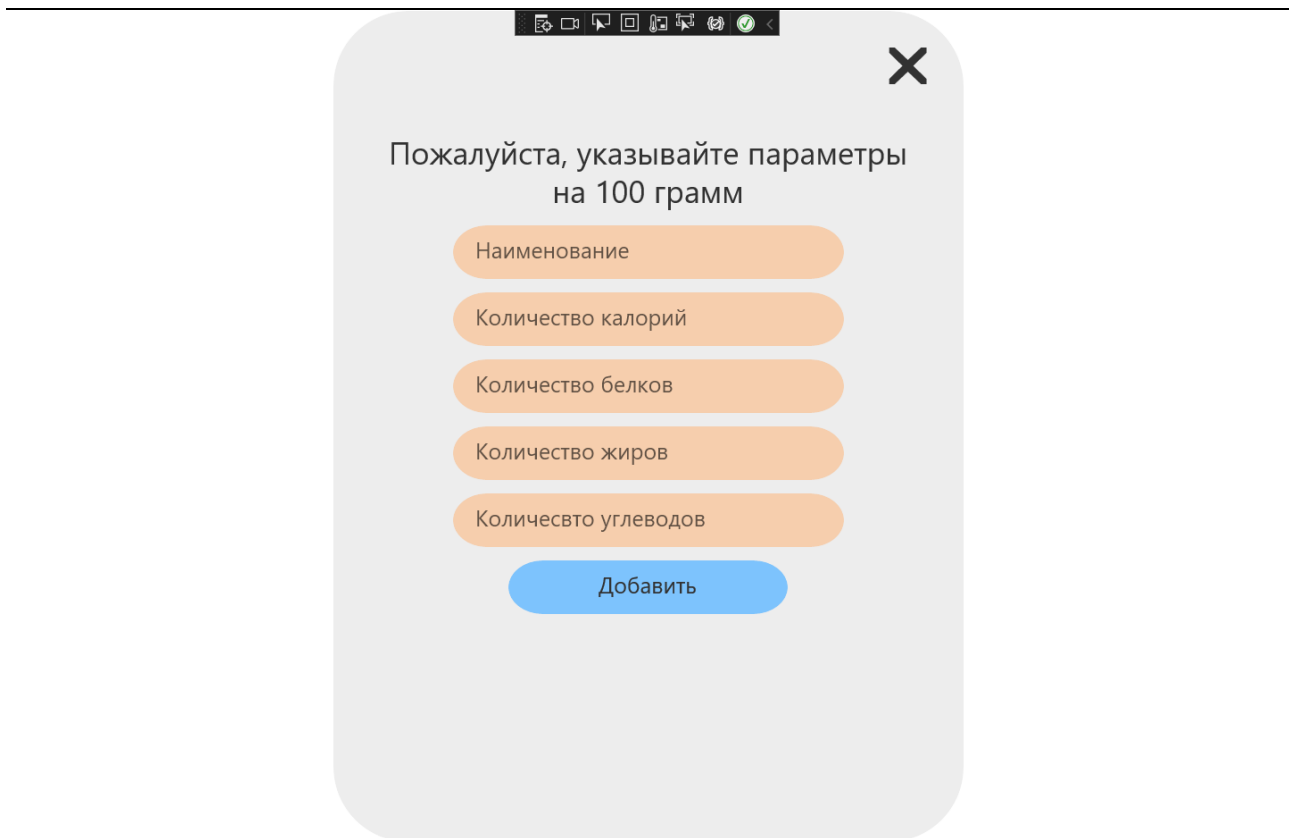 Пожалуйста, указывайте параметры
на 100 грамм
Наименование
Количество калорий
Количество белков
Количество жиров
Количесвто углеводов
Добавить